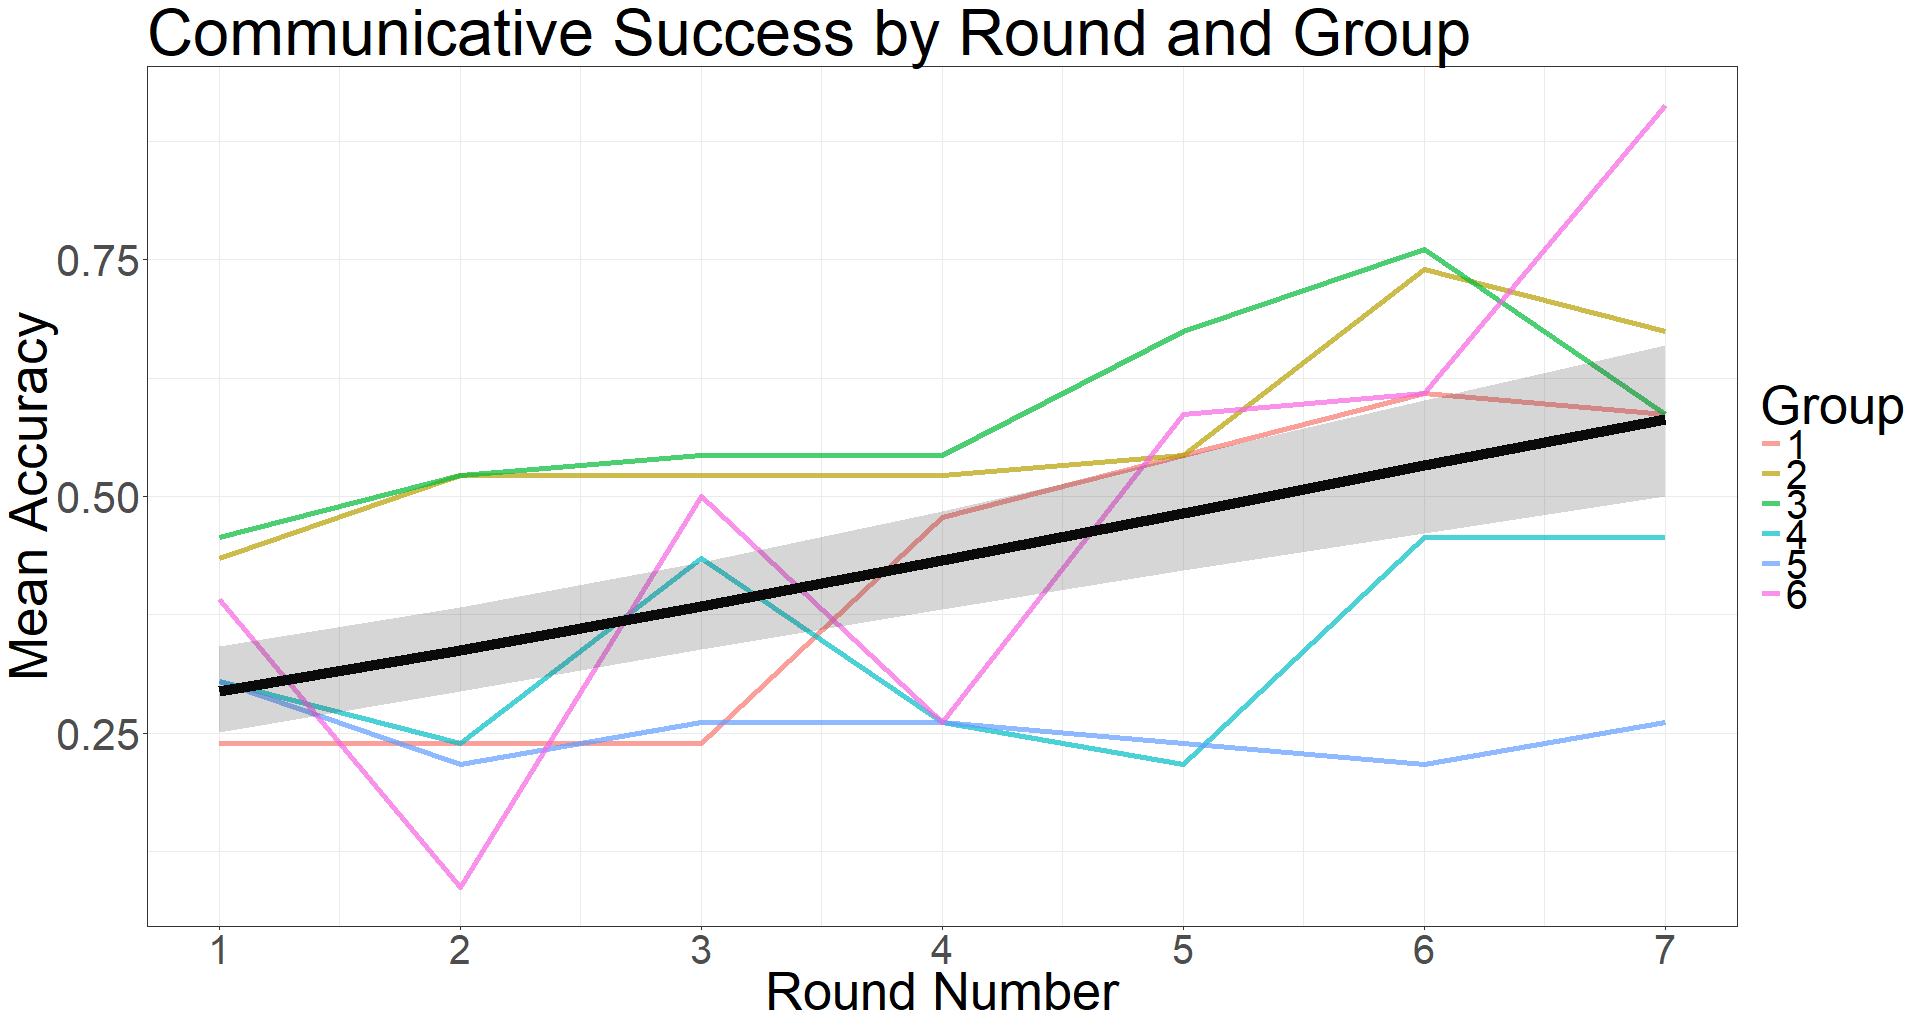 Communicative Success by Round and Group
Mean Accuracy
0.75
0.50
0.25
1 2 3 4 5 6 7
Round Number
Group
1
2
3
4
5
6